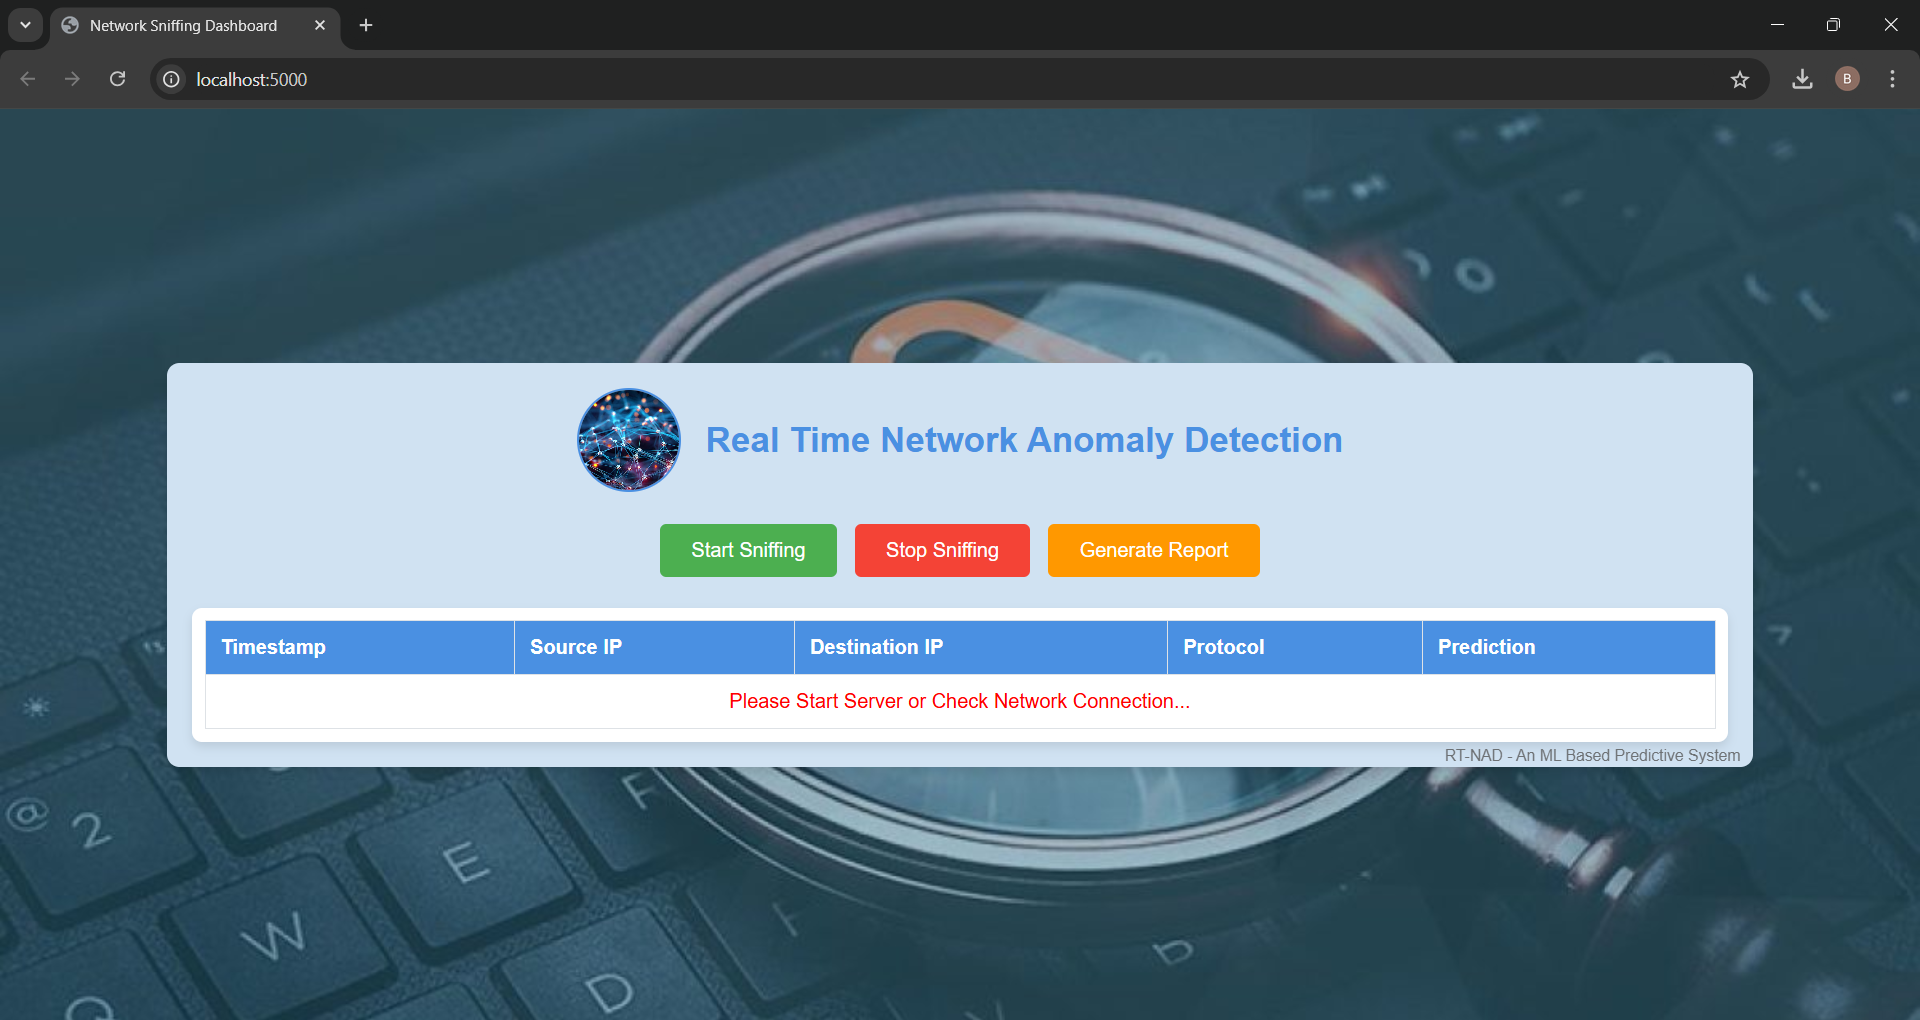 Network Sniffing Dashboard
localhost:5000
B
Real Time Network Anomaly Detection
Start Sniffing
Stop Sniffing
Generate Report
Timestamp
Source IP
Destination IP
Protocol
Prediction
Please Start Server or Check Network Connection...
RT-NAD - An ML Based Predictive System
O
@ 2
W
E
F
D
Q